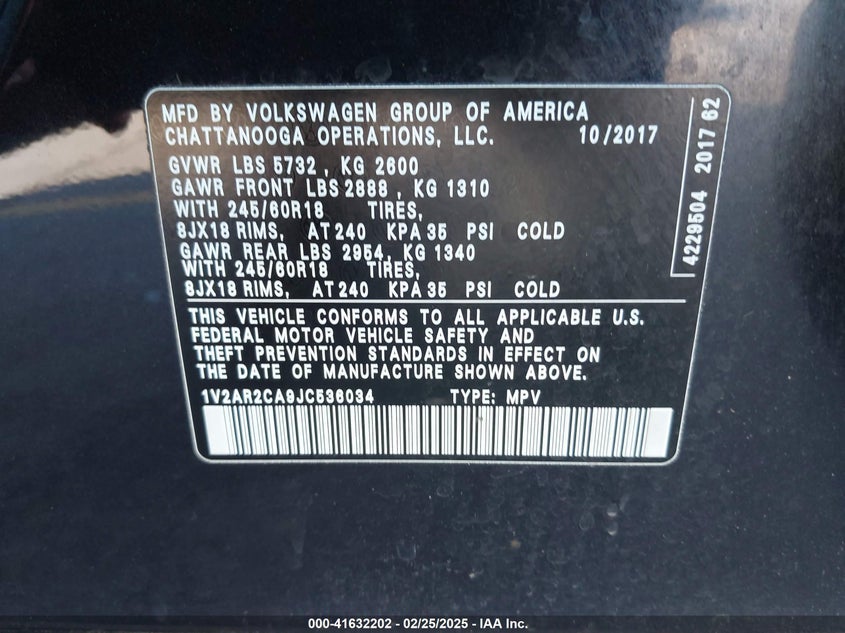 MFD BY VOLKSWAGEN GROUP OF AMERICA
CHATTANOOGA OPERATIONS, LLC. 10/2017
GVWR LBS 5732, KG 2600
GAWR FRONT LBS 2888, KG 1310
WITH 245/60R18 TIRES,
8JX18 RIMS, AT 240 KPA 35 PSI COLD
GAWR REAR LBS 2954, KG 1340
WITH 245/60R18 TIRES,
8JX18 RIMS, AT 240 KPA 35 PSI COLD
THIS VEHICLE CONFORMS TO ALL APPLICABLE U.S.
FEDERAL MOTOR VEHICLE SAFETY AND
THEFT PREVENTION STANDARDS IN EFFECT ON
THE DATE OF MANUFACTURE SHOWN ABOVE.
1V2AR2CA9JC536034 TYPE: MPV
4229504 2017 62
000-41632202 - 02/25/2025 - IAA Inc.